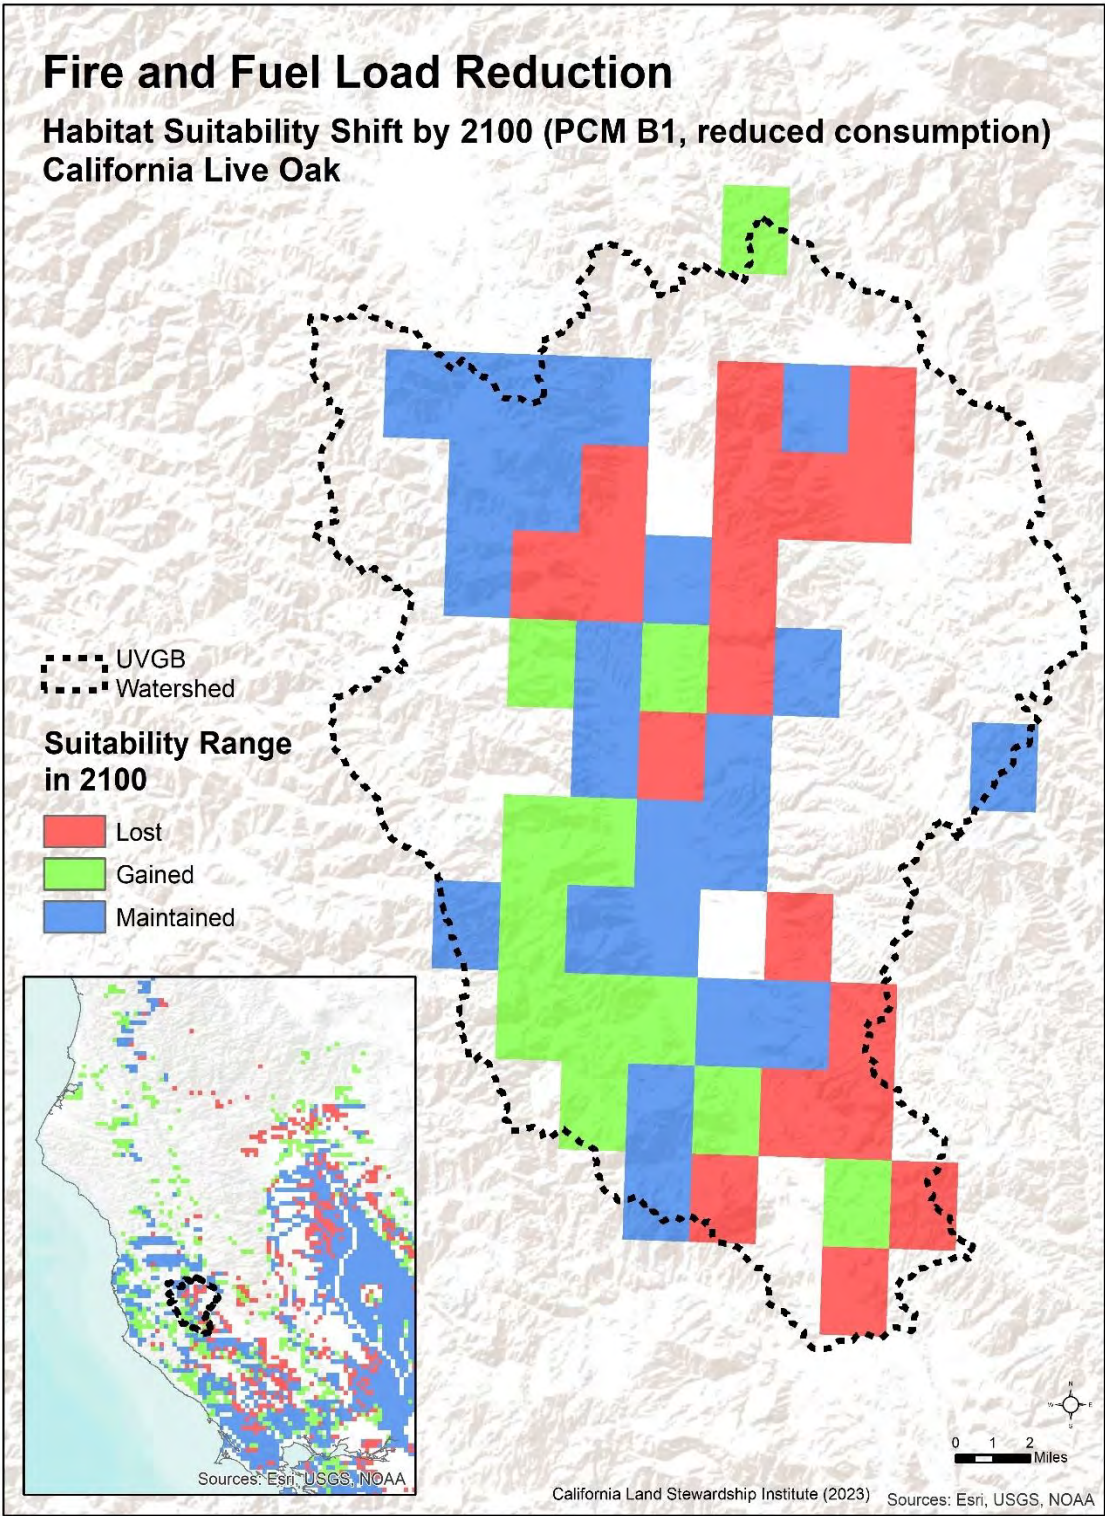 Fire and Fuel Load Reduction
Habitat Suitability Shift by 2100 (PCM B1, reduced consumption)
California Live Oak
UVGB
Watershed
Suitability Range
in 2100
Lost
Gained
Maintained
Sources: Esri, USGS, NOAA
N
W E
S
0 1 2
Miles
California Land Stewardship Institute (2023) Sources: Esri, USGS, NOAA